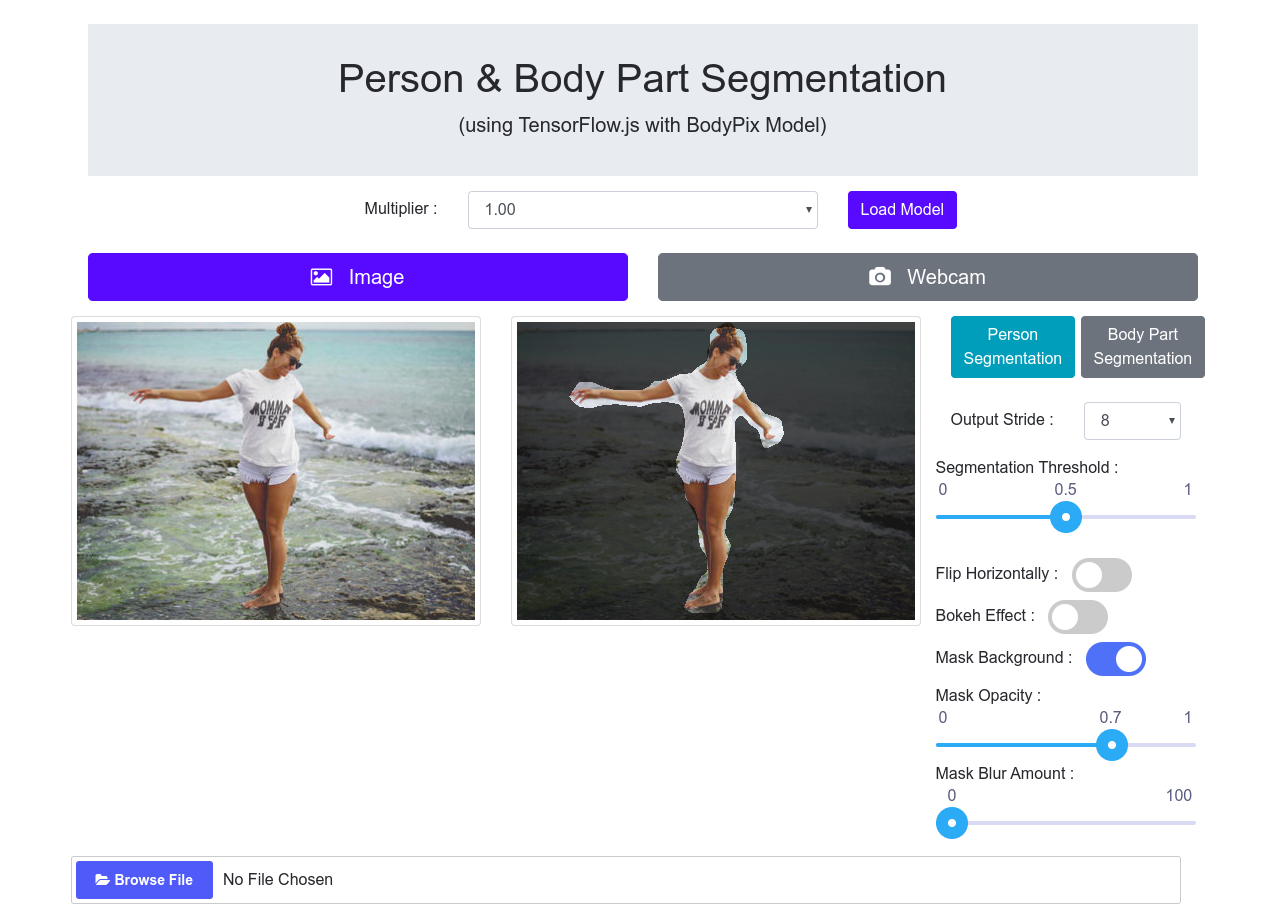 Person & Body Part Segmentation
(using TensorFlow.js with BodyPix Model)
Multiplier : 1.00 Load Model
Image Webcam
MOMMA
BEAR
MOMMA
BEAR
Person
Segmentation
Body Part
Segmentation
Output Stride : 8
Segmentation Threshold :
0 0.5 1
Flip Horizontally :
Bokeh Effect :
Mask Background :
Mask Opacity :
0 0.7 1
Mask Blur Amount :
0 100
Browse File No File Chosen